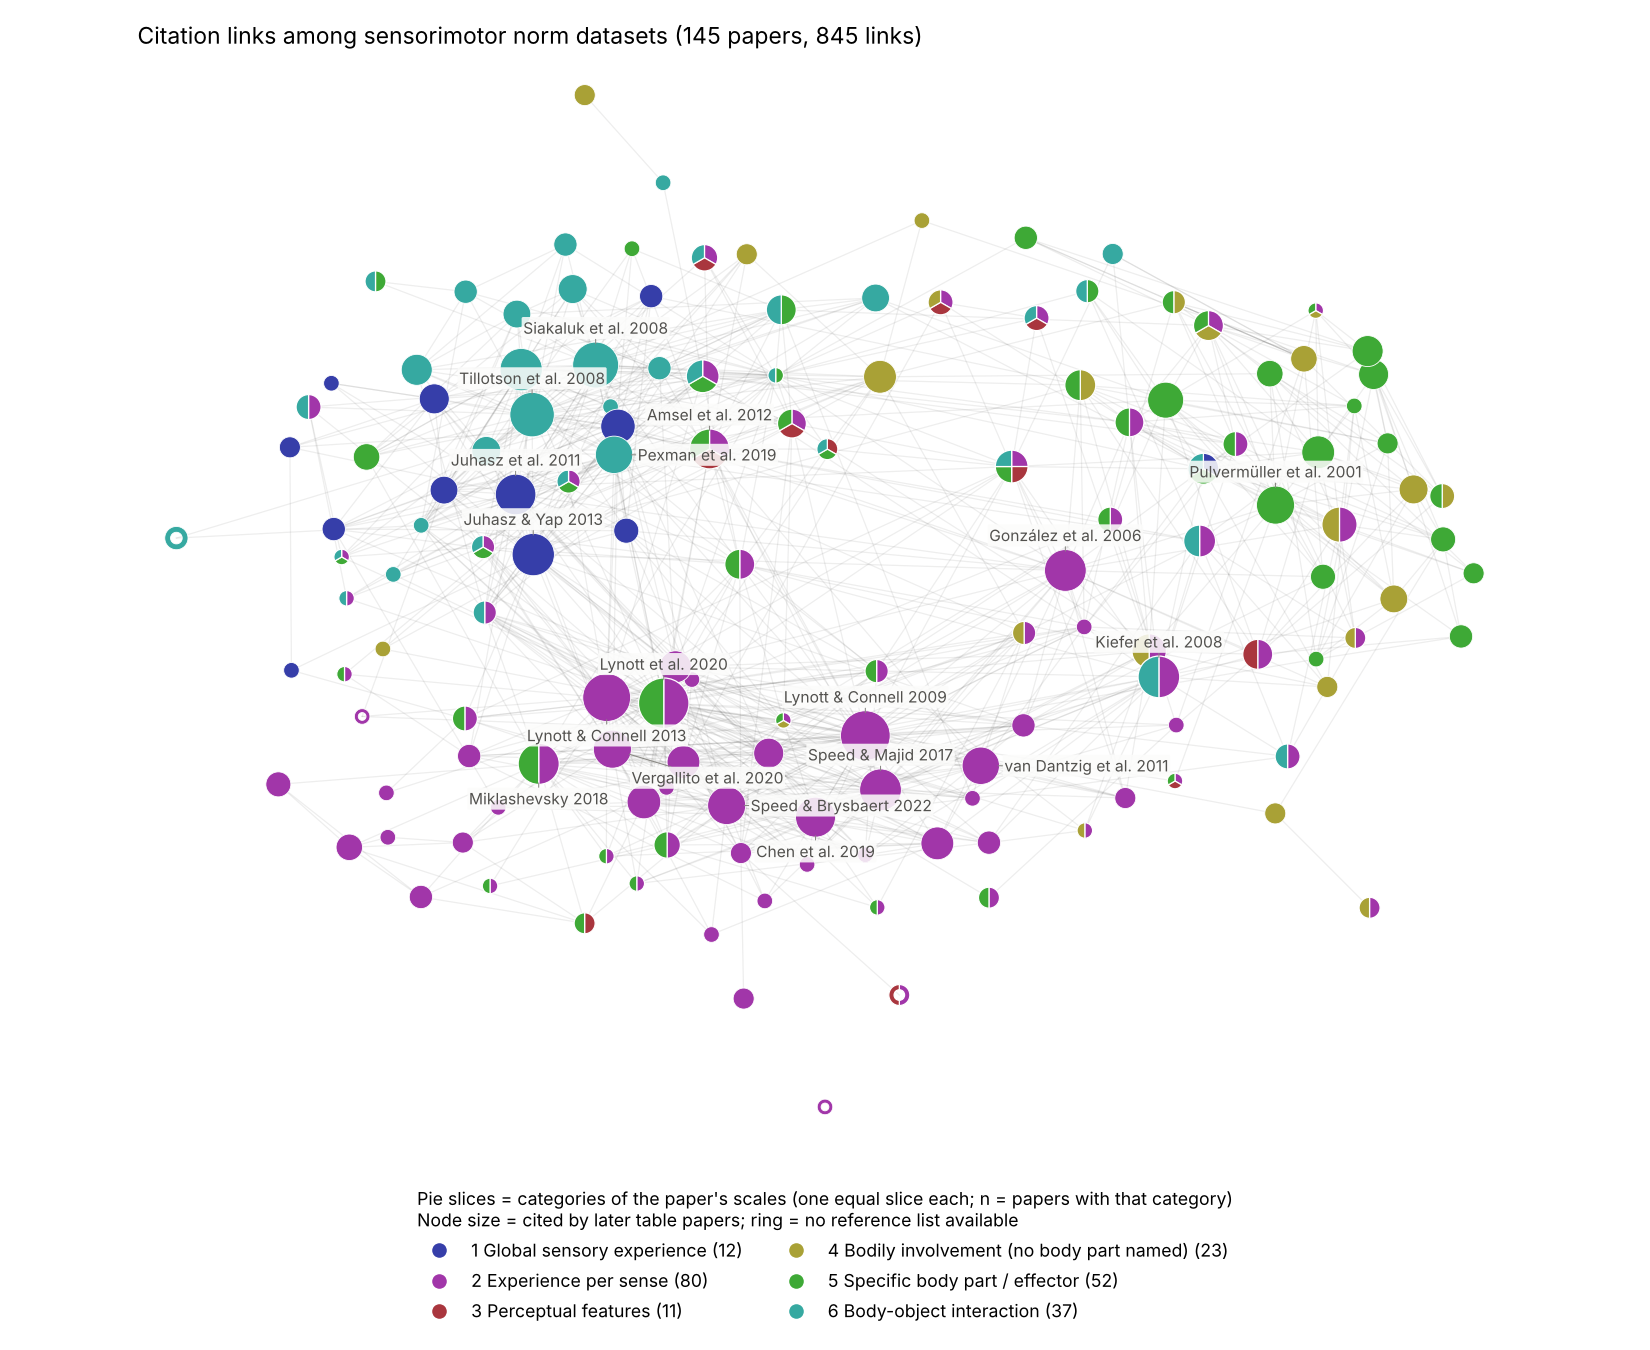 Citation links among sensorimotor norm datasets (145 papers, 845 links)
Siakaluk et al. 2008
Tillotson et al. 2008
Amsel et al. 2012
Juhasz et al. 2011
Pexman et al. 2019
Pulvermüller et al. 2001
Juhasz & Yap 2013
González et al. 2006
Kiefer et al. 2008
Lynott et al. 2020
Lynott & Connell 2009
Lynott & Connell 2013
Speed & Majid 2017
van Dantzig et al. 2011
Vergallito et al. 2020
Miklashevsky 2018
Speed & Brysbaert 2022
Chen et al. 2019
Pie slices = categories of the paper's scales (one equal slice each; n = papers with that category)
Node size = cited by later table papers; ring = no reference list available
1 Global sensory experience (12)
2 Experience per sense (80)
3 Perceptual features (11)
4 Bodily involvement (no body part named) (23)
5 Specific body part / effector (52)
6 Body-object interaction (37)